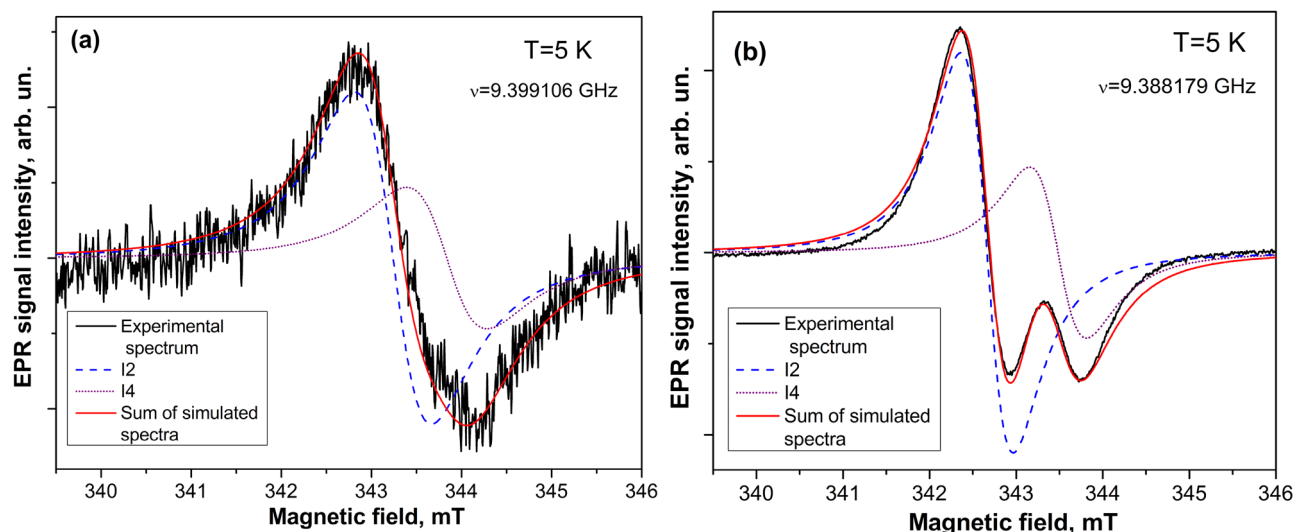 (a)
T=5 K
ν=9.399106 GHz
EPR signal intensity, arb. un.
Experimental
spectrum
I2
I4
Sum of simulated
spectra
340 341 342 343 344 345 346
Magnetic field, mT
(b)
T=5 K
ν=9.388179 GHz
EPR signal intensity, arb. un.
Experimental
spectrum
I2
I4
Sum of simulated
spectra
340 341 342 343 344 345 346
Magnetic field, mT